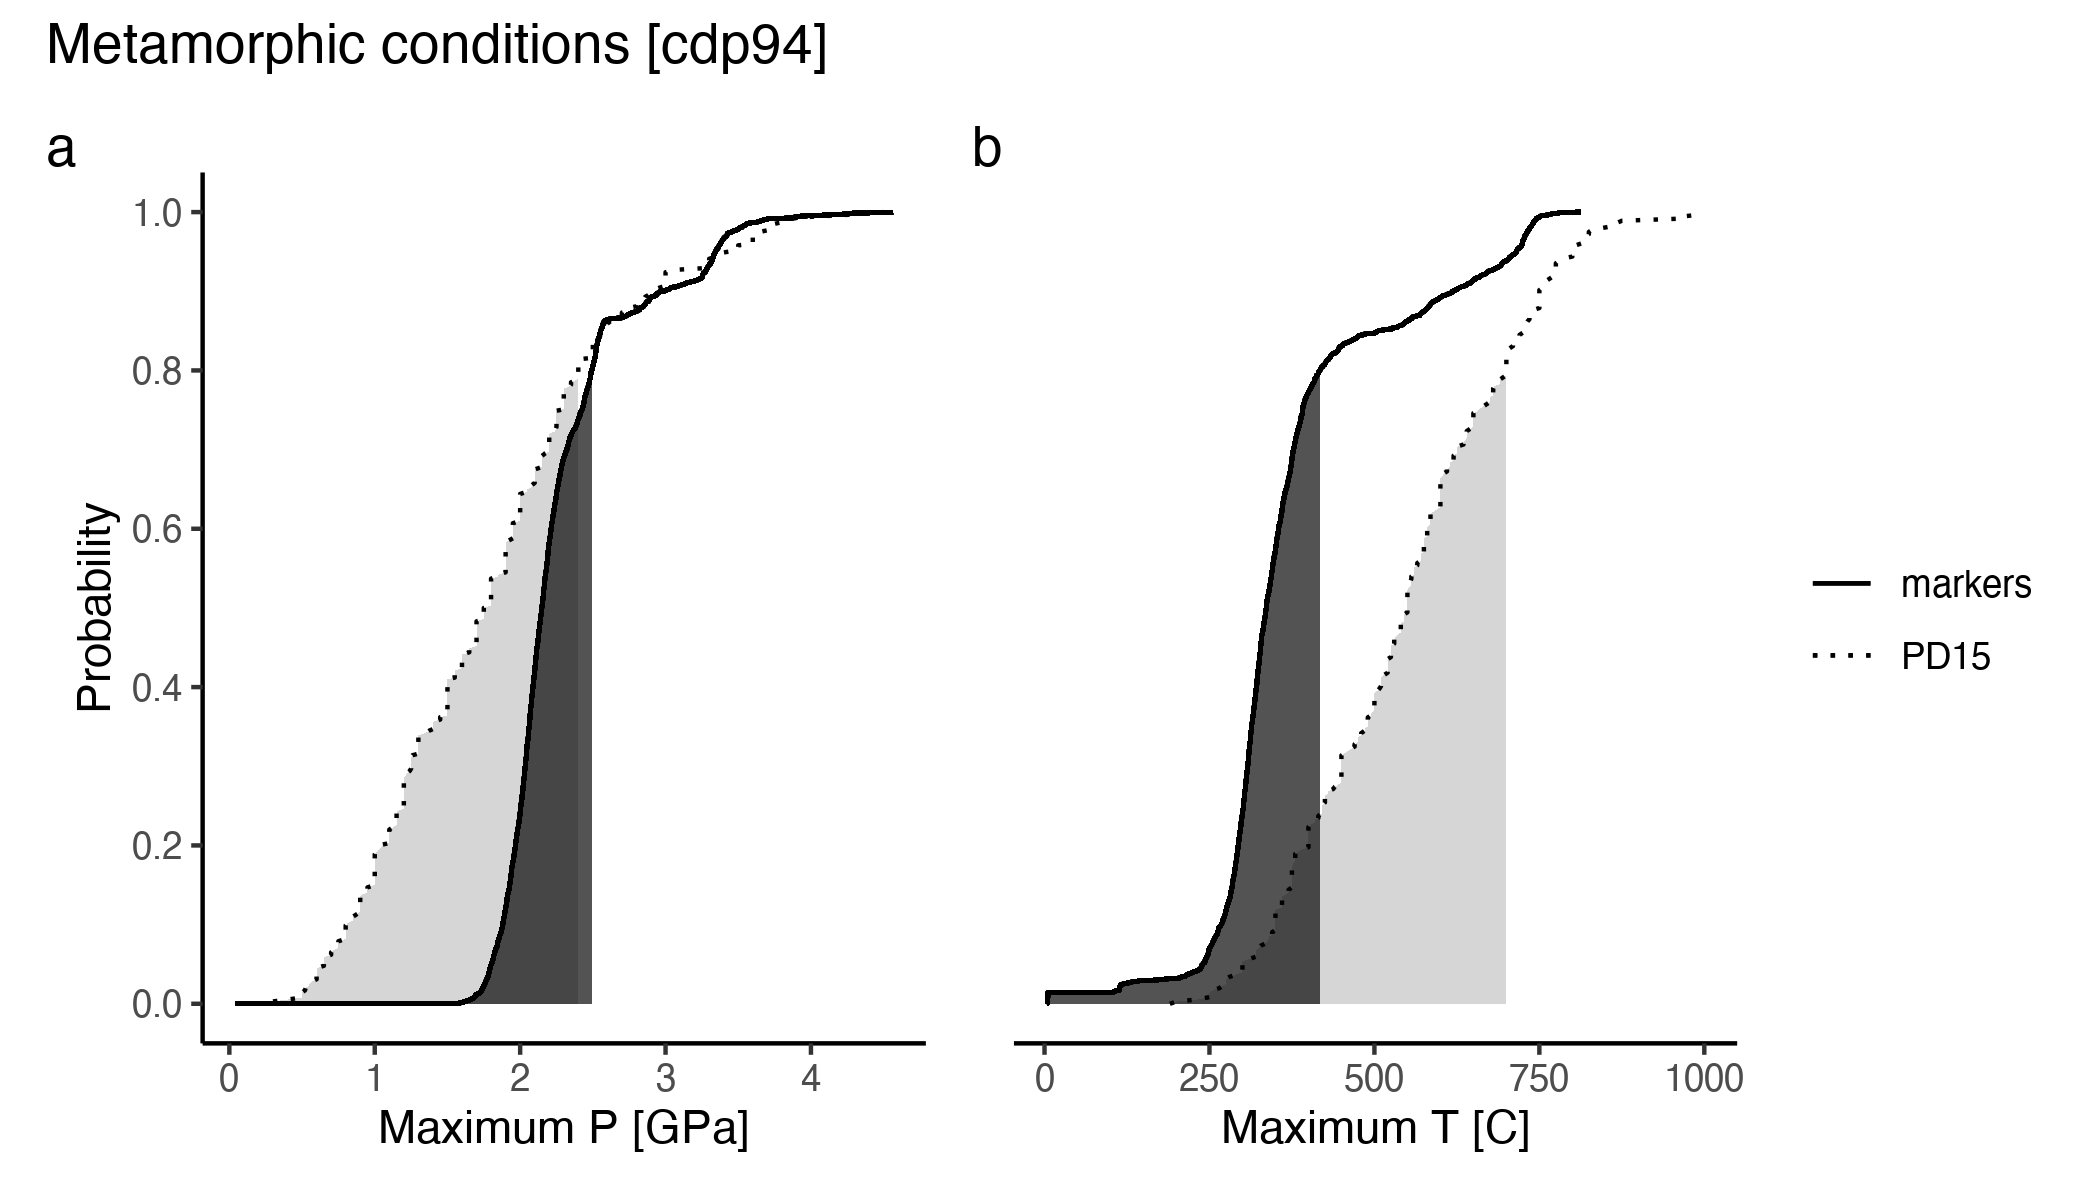 Metamorphic conditions [cdp94]
a
b
Probability
1.0
0.8
0.6
0.4
0.2
0.0
0 1 2 3 4
Maximum P [GPa]
0 250 500 750 1000
Maximum T [C]
markers
PD15